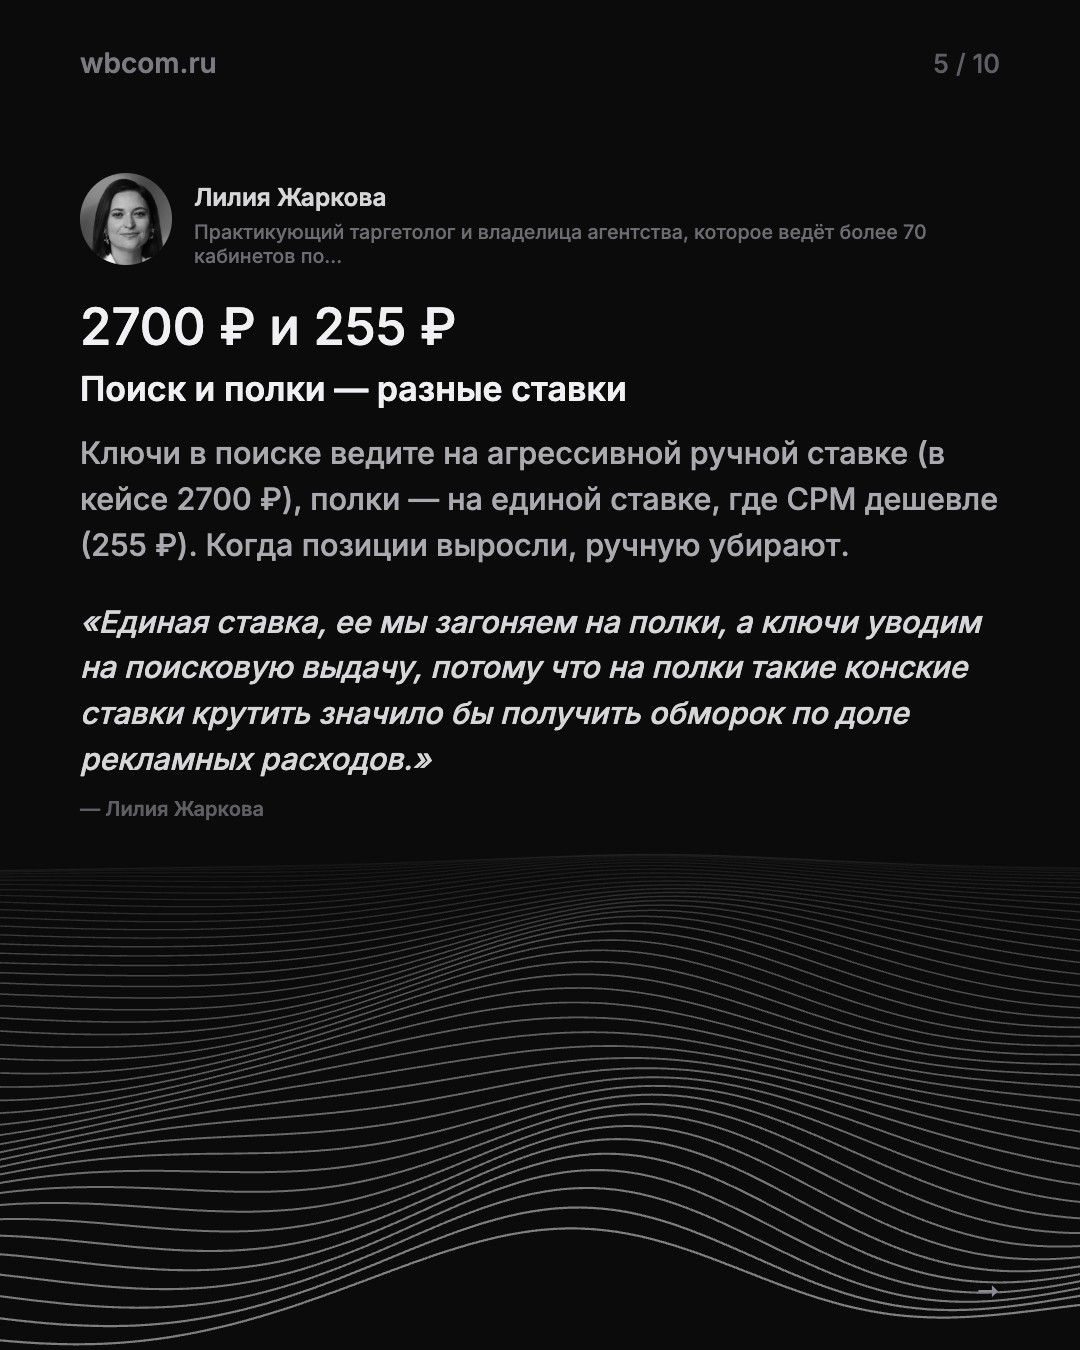 wbcom.ru
5 / 10
Лилия Жаркова
Практикующий таргетолог и владелица агентства, которое ведёт более 70
кабинетов по...
2700 ₽ и 255 ₽
Поиск и полки — разные ставки
Ключи в поиске ведите на агрессивной ручной ставке (в
кейсе 2700 ₽), полки — на единой ставке, где CPM дешевле
(255 ₽). Когда позиции выросли, ручную убирают.
«Единая ставка, ее мы загоняем на полки, а ключи уводим
на поисковую выдачу, потому что на полки такие конские
ставки крутить значило бы получить обморок по доле
рекламных расходов.»
— Лилия Жаркова
→